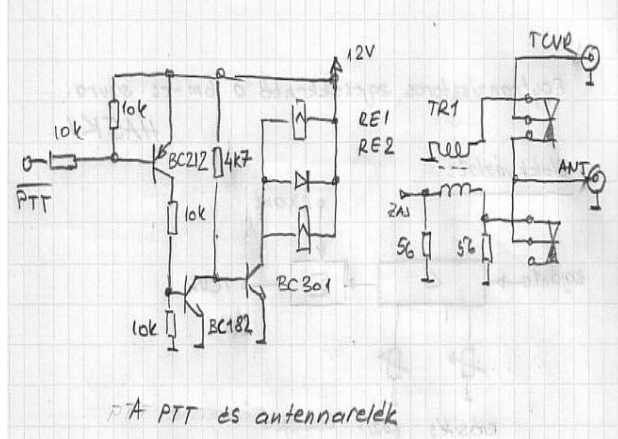 12V
TCVR
10k
10k
BC212
4k7
RE1
RE2
TR1
ANT
PTT
10k
ZAJ
56
56
BC301
10k
BC182
A PTT és antennarelék